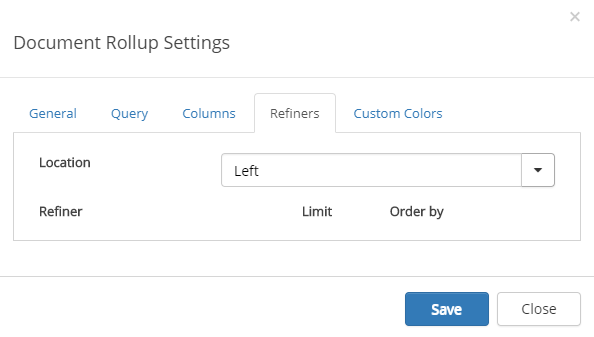 ×
Document Rollup Settings
General Query Columns Refiners Custom Colors
Location Left
Refiner Limit Order by
Save Close